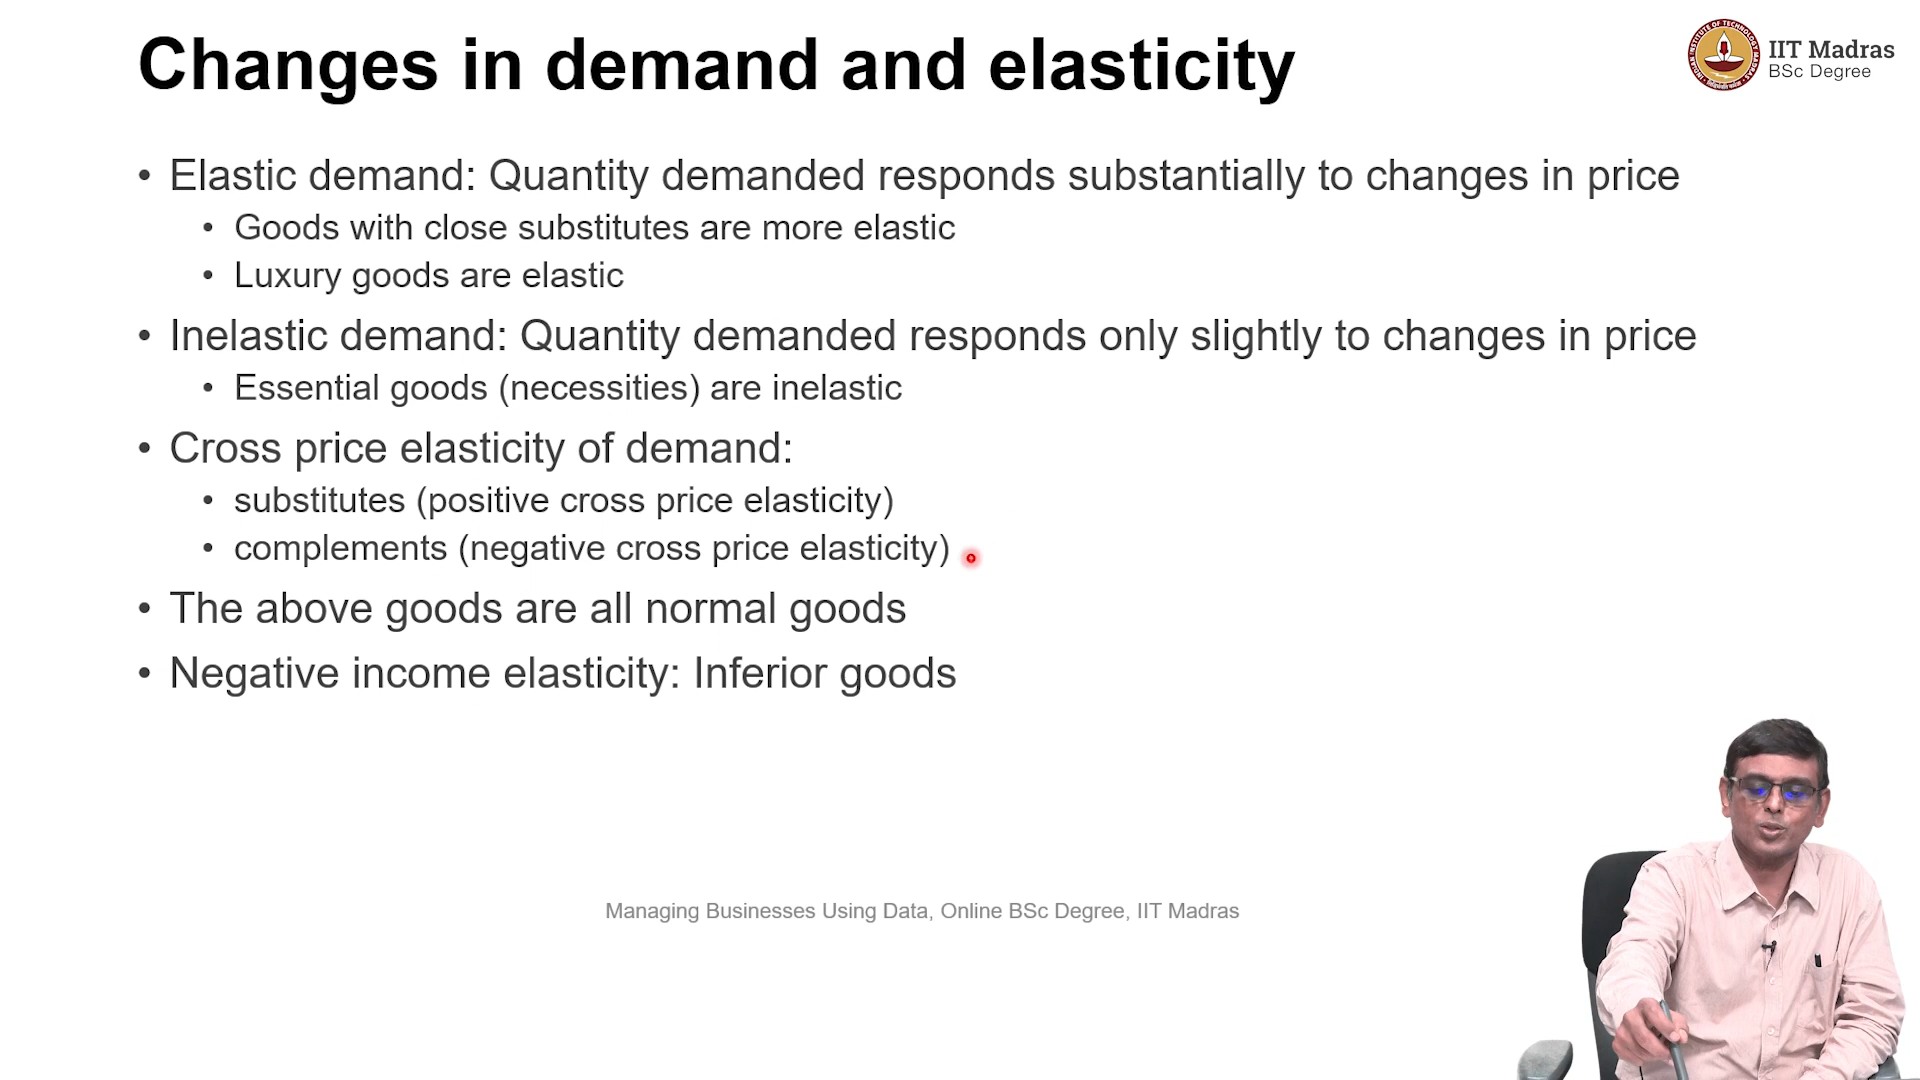 Changes in demand and elasticity
IIT Madras
BSc Degree
• Elastic demand: Quantity demanded responds substantially to changes in price
• Goods with close substitutes are more elastic
• Luxury goods are elastic
• Inelastic demand: Quantity demanded responds only slightly to changes in price
• Essential goods (necessities) are inelastic
• Cross price elasticity of demand:
• substitutes (positive cross price elasticity)
• complements (negative cross price elasticity)
• The above goods are all normal goods
• Negative income elasticity: Inferior goods
Managing Businesses Using Data, Online BSc Degree, IIT Madras